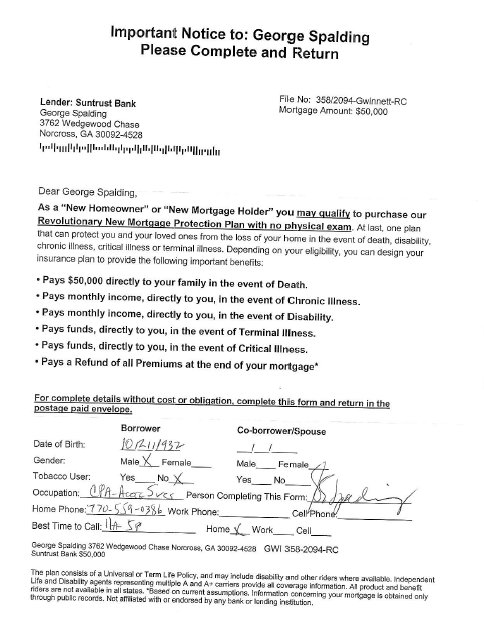 Important Notice to: George Spalding
Please Complete and Return
Lender: Suntrust Bank
George Spalding
3762 Wedgewood Chase
Norcross, GA 30092-4528
File No: 358/2094-Gwinnett-RC
Mortgage Amount: $50,000
Dear George Spalding,
As a "New Homeowner" or "New Mortgage Holder" you may qualify to purchase our
Revolutionary New Mortgage Protection Plan with no physical exam. At last, one plan
that can protect you and your loved ones from the loss of your home in the event of death, disability,
chronic illness, critical illness or terminal illness. Depending on your eligibility, you can design your
insurance plan to provide the following important benefits:
• Pays $50,000 directly to your family in the event of Death.
• Pays monthly income, directly to you, in the event of Chronic Illness.
• Pays monthly income, directly to you, in the event of Disability.
• Pays funds, directly to you, in the event of Terminal Illness.
• Pays funds, directly to you, in the event of Critical Illness.
• Pays a Refund of all Premiums at the end of your mortgage*
For complete details without cost or obligation, complete this form and return in the
postage paid envelope.
Borrower Co-borrower/Spouse
Date of Birth: / /
Gender: Male X Female___ Male___ Female___
Tobacco User: Yes___ No X Yes___ No___
Occupation: CPA-Acct Svcs Person Completing This Form: G Spalding
Home Phone: 770-559-0386 Work Phone: Cell Phone:
Best Time to Call: 11A 5P Home X Work___ Cell___
George Spalding 3762 Wedgewood Chase Norcross, GA 30092-4528 GWI 358-2094-RC
Suntrust Bank $50,000
The plan consists of a Universal or Term Life Policy, and may include disability and other riders where available. Independent
Life and Disability agents representing multiple A and A+ carriers provide all coverage information. All product and benefit
riders are not available in all states. *Based on current assumptions. Information concerning your mortgage is obtained only
through public records. Not affiliated with or endorsed by any bank or lending institution.